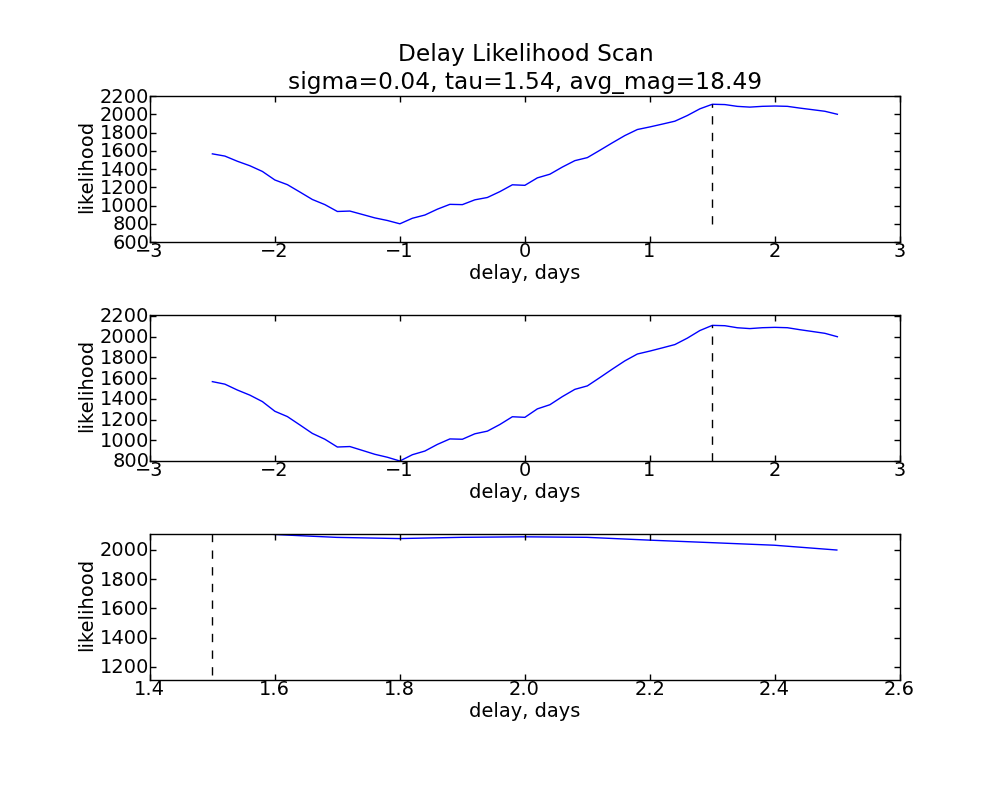 Delay Likelihood Scan
sigma=0.04, tau=1.54, avg_mag=18.49
2200
2000
1800
1600
1400
1200
1000
800
600
likelihood
−3 −2 −1 0 1 2 3
delay, days
2200
2000
1800
1600
1400
1200
1000
800
likelihood
−3 −2 −1 0 1 2 3
delay, days
2000
1800
1600
1400
1200
likelihood
1.4 1.6 1.8 2.0 2.2 2.4 2.6
delay, days